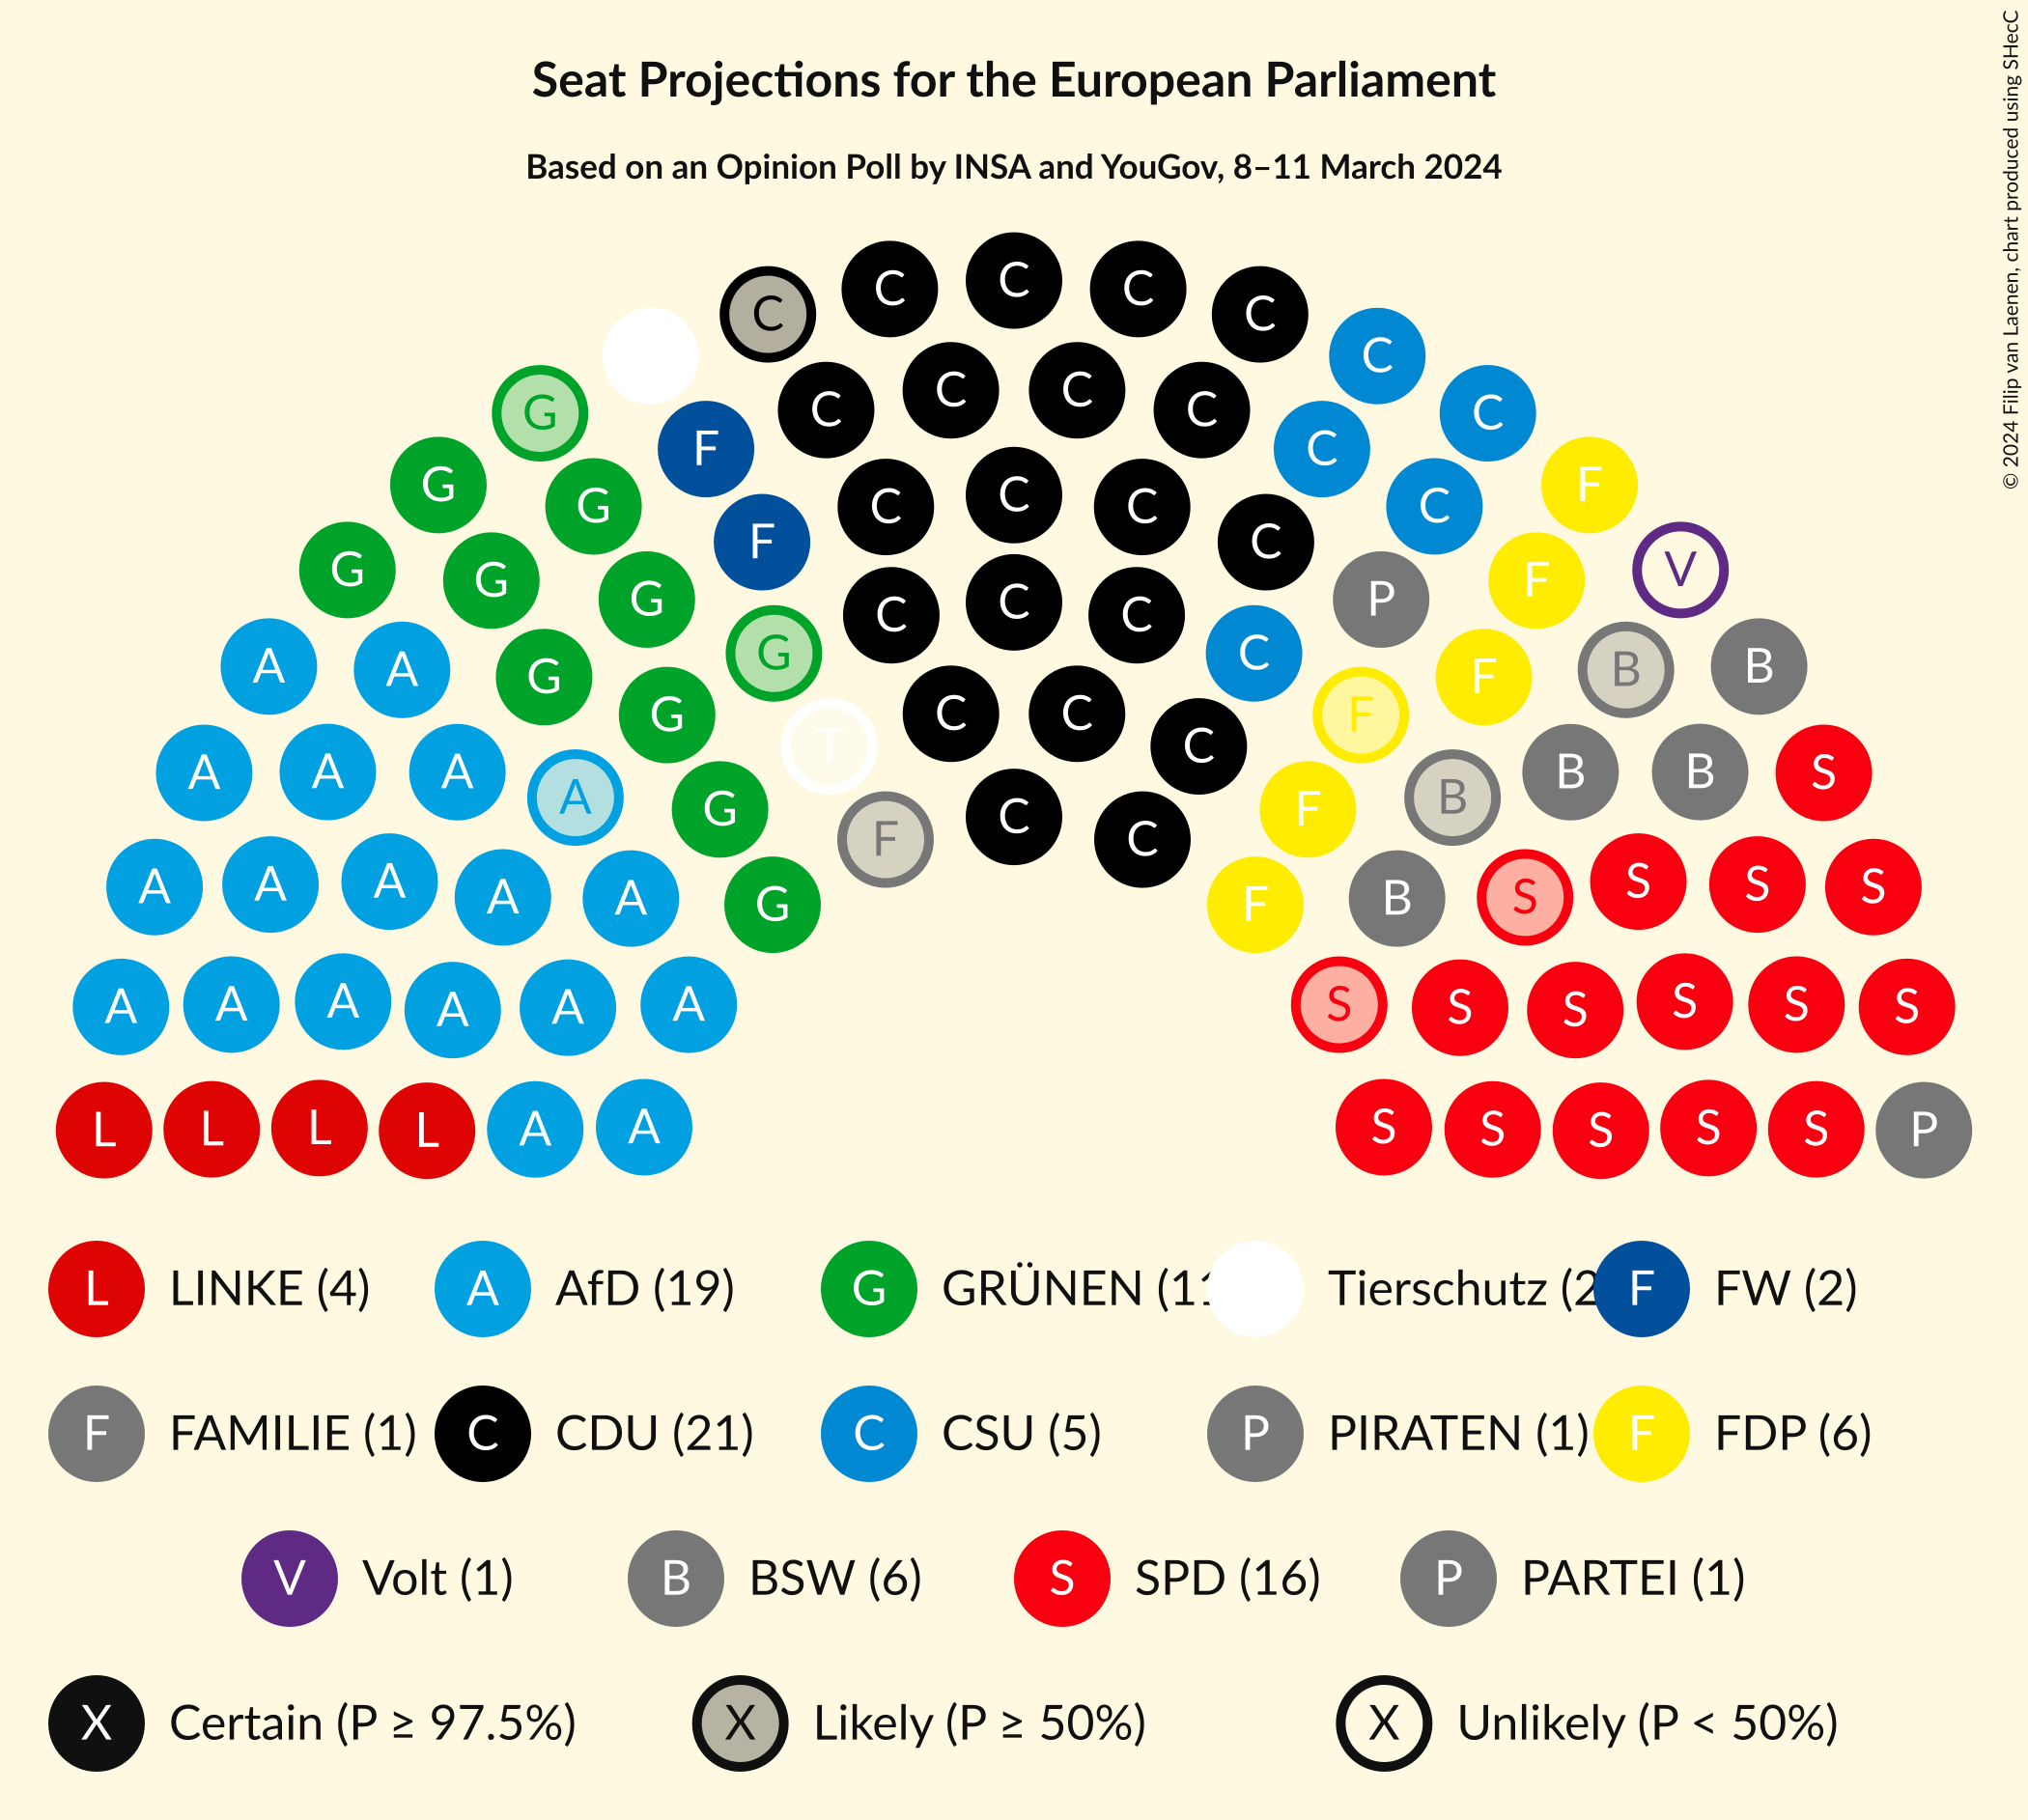 Seat Projections for the European Parliament
Based on an Opinion Poll by INSA and YouGov, 8–11 March 2024
© 2024 Filip van Laenen, chart produced using SHecC
C C C C C
C C
G C C C C C C
G F C C F
G G C C C C F V
G F C
G P F
A A G G C C C C F B B
G
A A A A G T C C C F B B B S
G F C C F
A A A A A G F B S S S S
A A A A A A S S S S S S
L L L L A A S S S S S P
L LINKE (4) A AfD (19) G GRÜNEN (11 Tierschutz (2 F FW (2)
F FAMILIE (1) C CDU (21) C CSU (5) P PIRATEN (1) F FDP (6)
V Volt (1) B BSW (6) S SPD (16) P PARTEI (1)
X Certain (P ≥ 97.5%) X Likely (P ≥ 50%) X Unlikely (P < 50%)